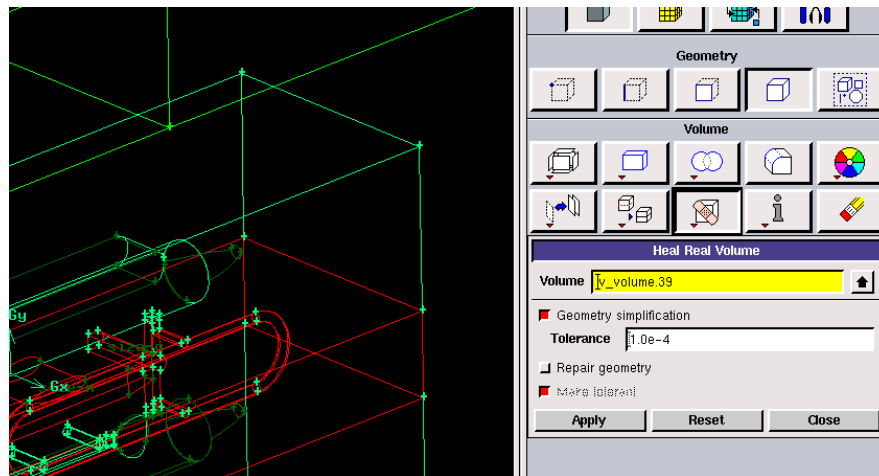 Geometry
Volume
Heal Real Volume
Volume v_volume.39
Geometry simplification
Tolerance 1.0e-4
Repair geometry
Make tolerant
Apply Reset Close
Gy
Gx